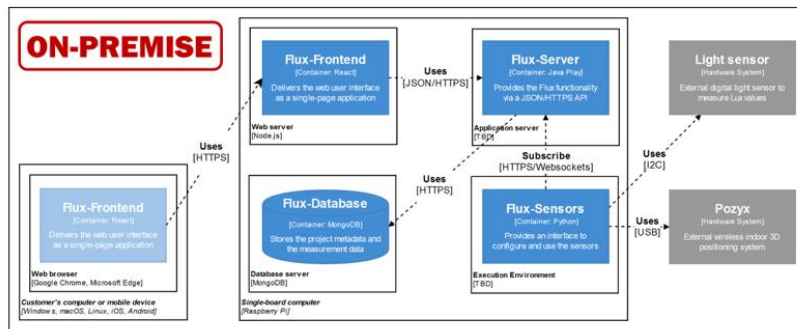 ON-PREMISE
Flux-Frontend
[Container: React]
Delivers the web user interface
as a single-page application
Web server
[Node.js]
Uses
[JSON/HTTPS]
Flux-Server
[Container: Java Play]
Provides the Flux functionality
via a JSON/HTTPS API
Application server
[TBD]
Light sensor
[Hardware System]
External digital light sensor to
measure Lux values
Uses
[HTTPS]
Uses
[HTTPS]
Subscribe
[HTTPS/Websockets]
Uses
[I2C]
Flux-Frontend
[Container: React]
Delivers the web user interface
as a single-page application
Web browser
[Google Chrome, Microsoft Edge]
Customer's computer or mobile device
[Windows, macOS, Linux, iOS, Android]
Flux-Database
[Container: MongoDB]
Stores the project metadata and
the measurement data
Database server
[MongoDB]
Single-board computer
[Raspberry Pi]
Flux-Sensors
[Container: Python]
Provides an interface to
configure and use the sensors
Execution Environment
[TBD]
Uses
[USB]
Pozyx
[Hardware System]
External wireless indoor 3D
positioning system